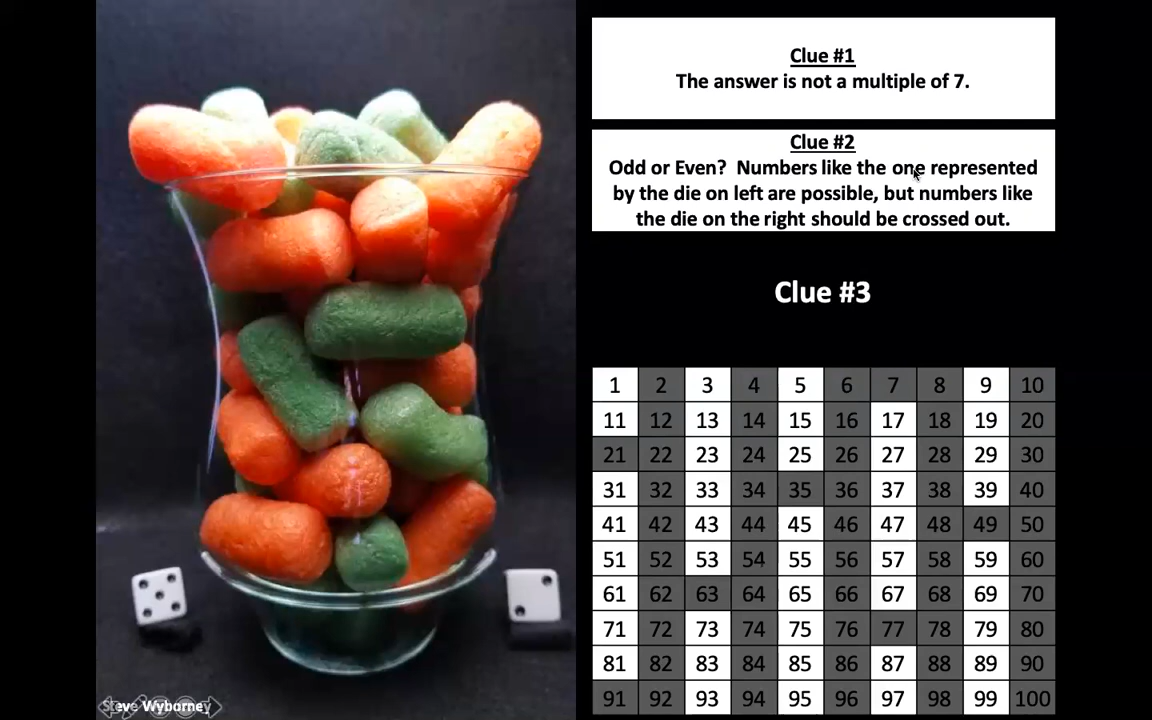 Clue #1
The answer is not a multiple of 7.
Clue #2
Odd or Even? Numbers like the one represented
by the die on left are possible, but numbers like
the die on the right should be crossed out.
Clue #3
1 2 3 4 5 6 7 8 9 10
11 12 13 14 15 16 17 18 19 20
21 22 23 24 25 26 27 28 29 30
31 32 33 34 35 36 37 38 39 40
41 42 43 44 45 46 47 48 49 50
51 52 53 54 55 56 57 58 59 60
61 62 63 64 65 66 67 68 69 70
71 72 73 74 75 76 77 78 79 80
81 82 83 84 85 86 87 88 89 90
91 92 93 94 95 96 97 98 99 100
Steve Wyborney